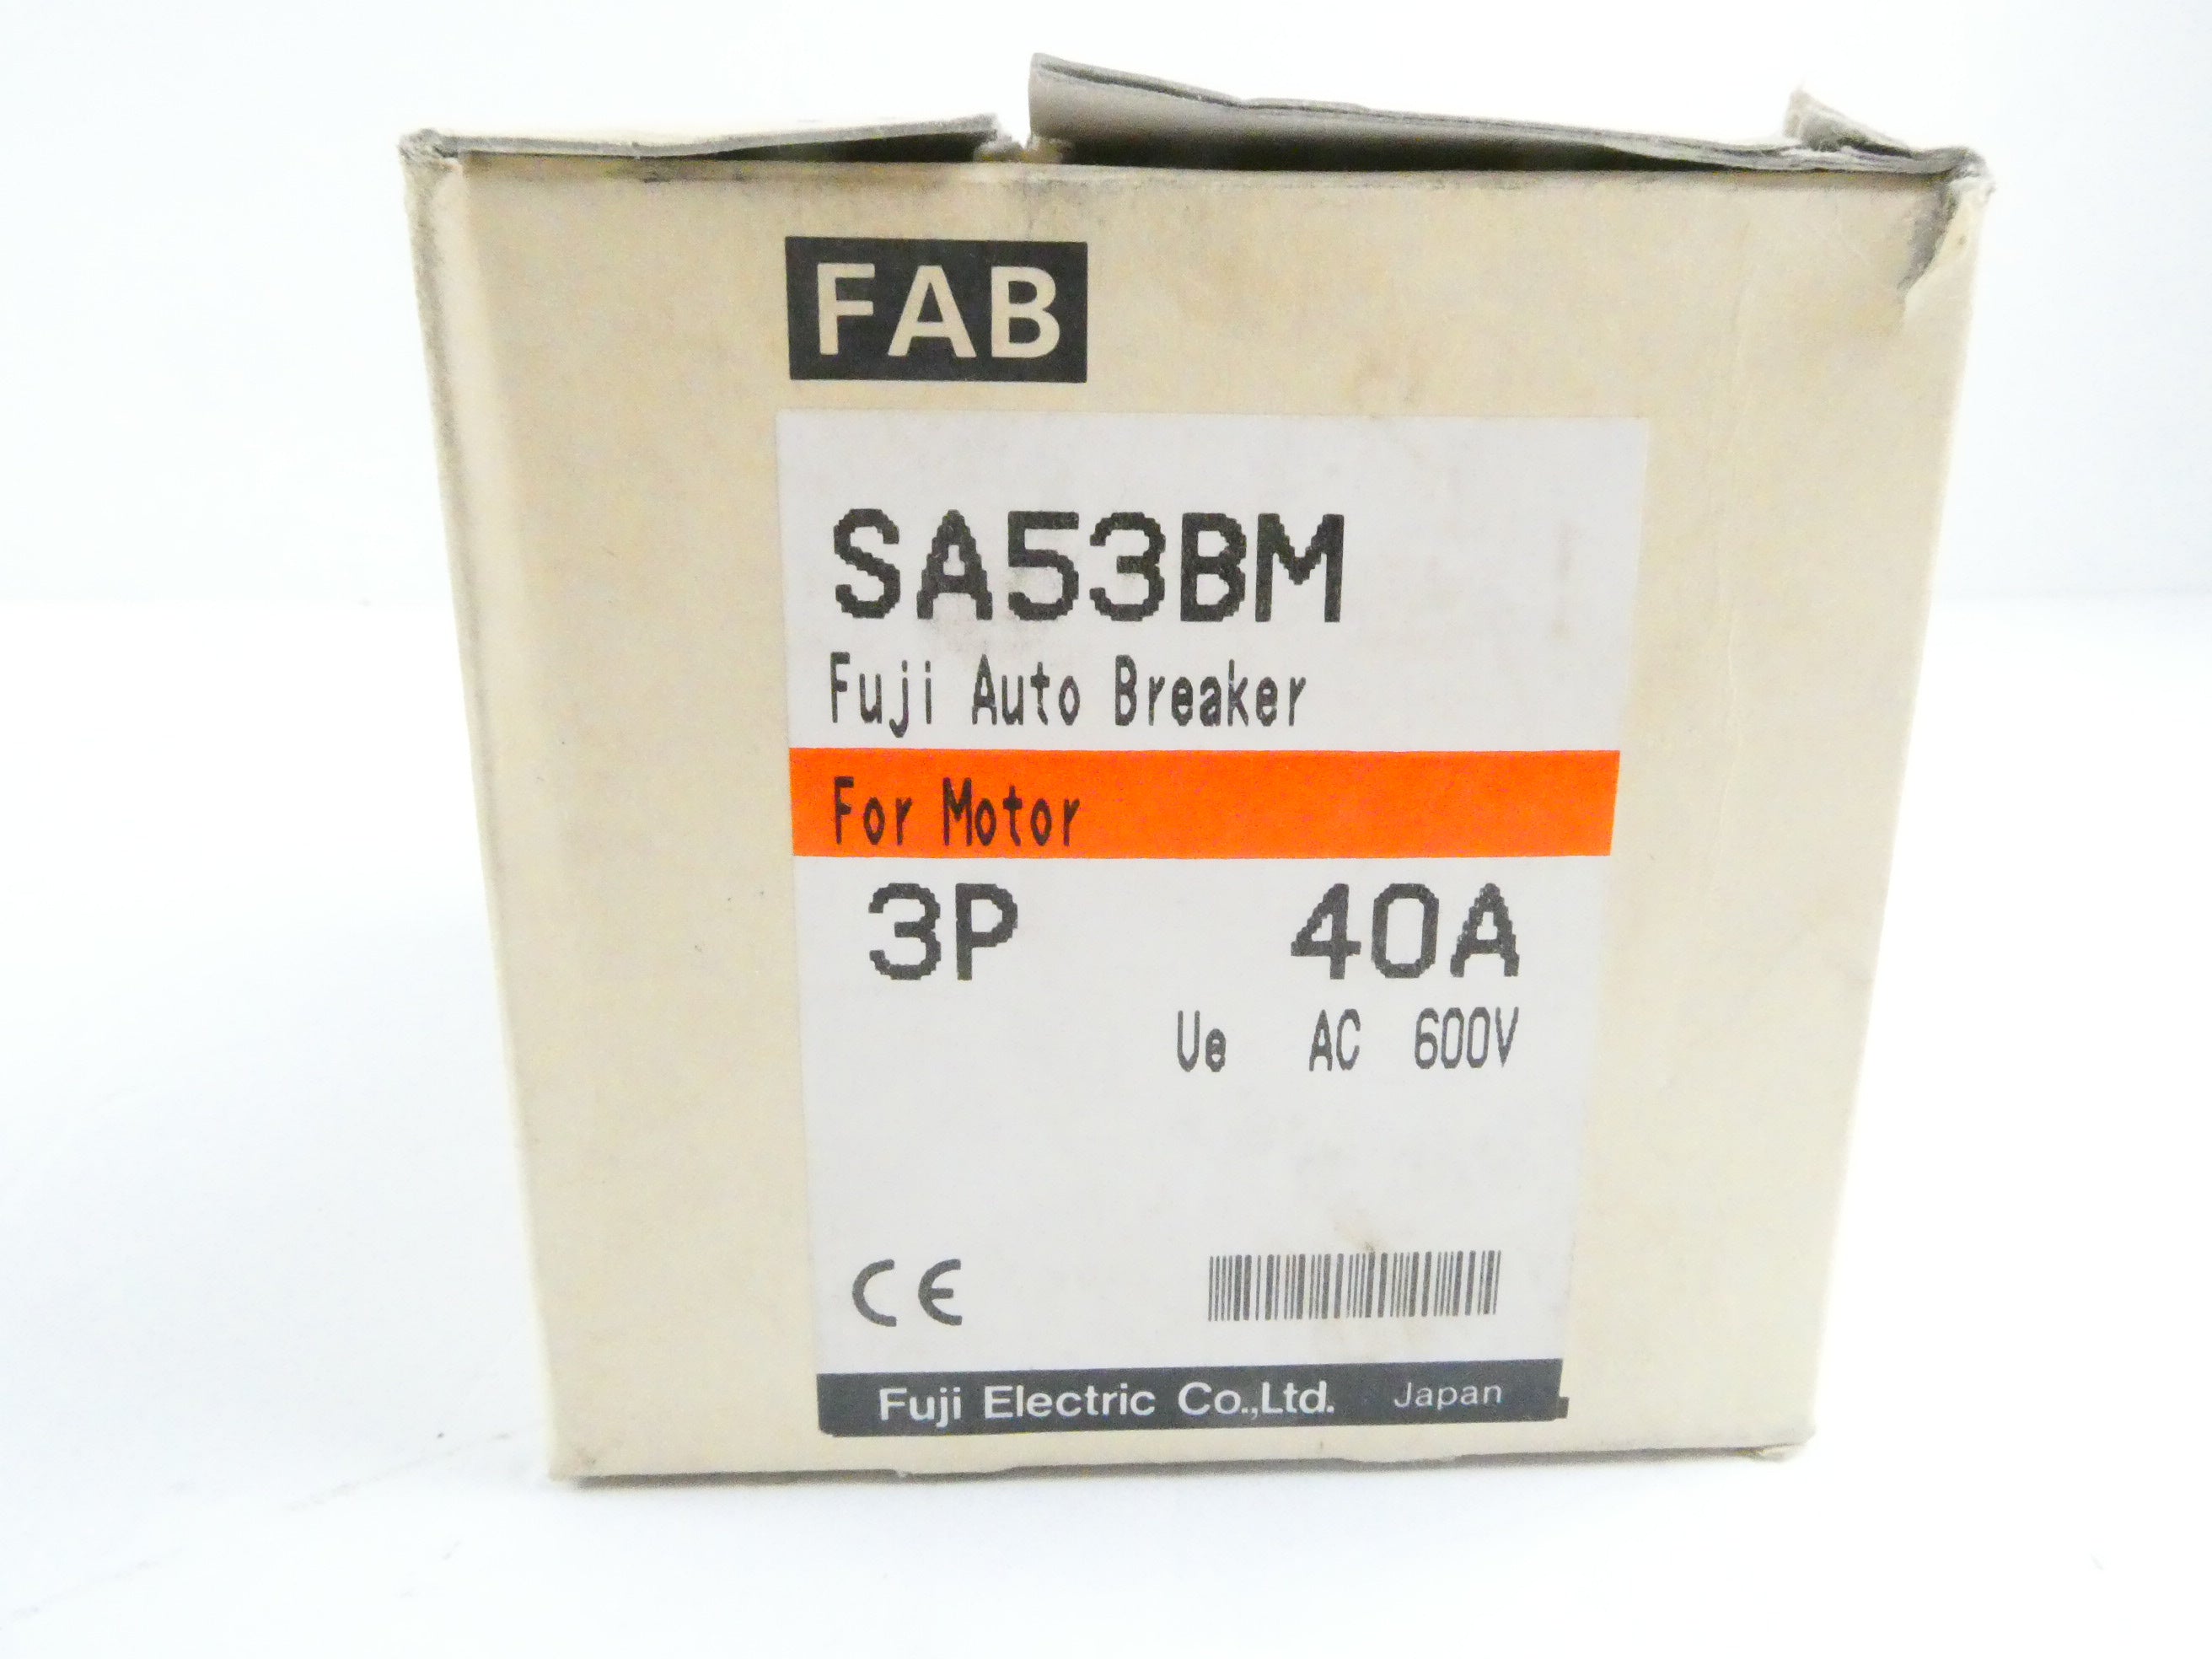 FAB
SA53BM
Fuji Auto Breaker
For Motor
3P 40A
Ue AC 600V
CE
Fuji Electric Co.,Ltd. Japan